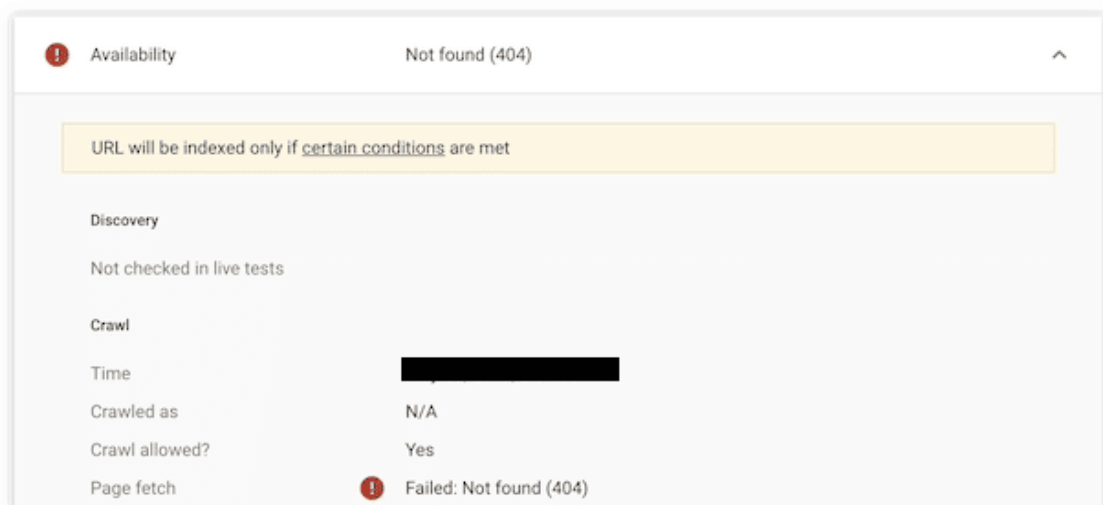 Availability Not found (404)
URL will be indexed only if certain conditions are met
Discovery
Not checked in live tests
Crawl
Time
Crawled as N/A
Crawl allowed? Yes
Page fetch Failed: Not found (404)